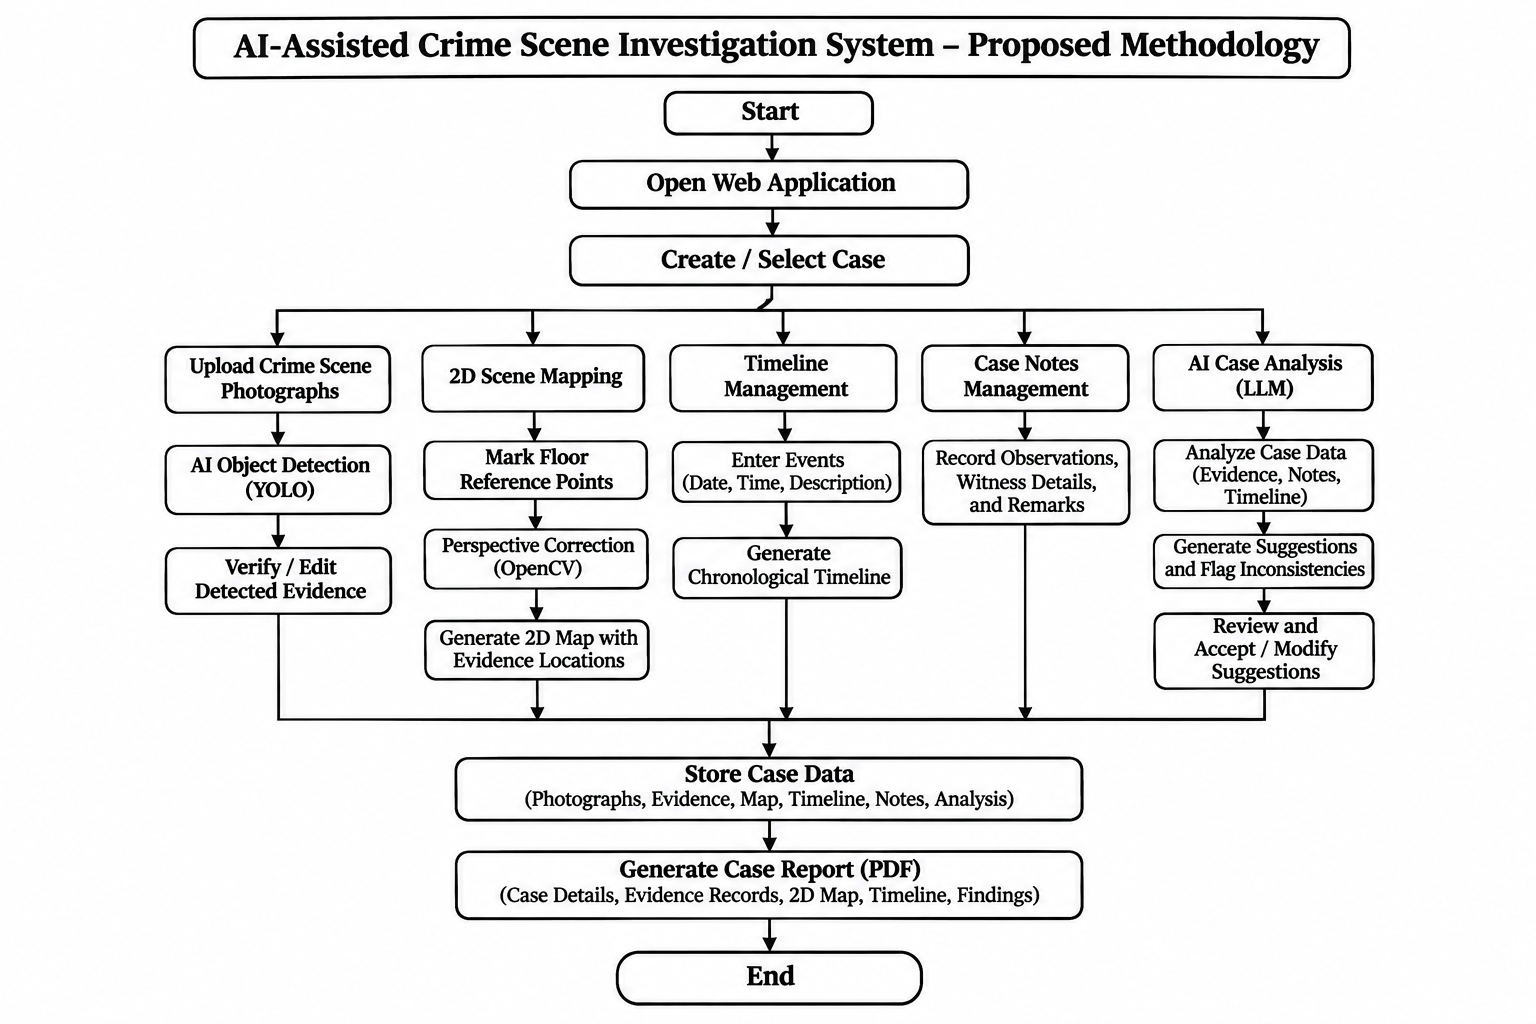 AI-Assisted Crime Scene Investigation System – Proposed Methodology
Start
Open Web Application
Create / Select Case
Upload Crime Scene
Photographs
AI Object Detection
(YOLO)
Verify / Edit
Detected Evidence
2D Scene Mapping
Mark Floor
Reference Points
Perspective Correction
(OpenCV)
Generate 2D Map with
Evidence Locations
Timeline
Management
Enter Events
(Date, Time, Description)
Generate
Chronological Timeline
Case Notes
Management
Record Observations,
Witness Details,
and Remarks
AI Case Analysis
(LLM)
Analyze Case Data
(Evidence, Notes,
Timeline)
Generate Suggestions
and Flag Inconsistencies
Review and
Accept / Modify
Suggestions
Store Case Data
(Photographs, Evidence, Map, Timeline, Notes, Analysis)
Generate Case Report (PDF)
(Case Details, Evidence Records, 2D Map, Timeline, Findings)
End